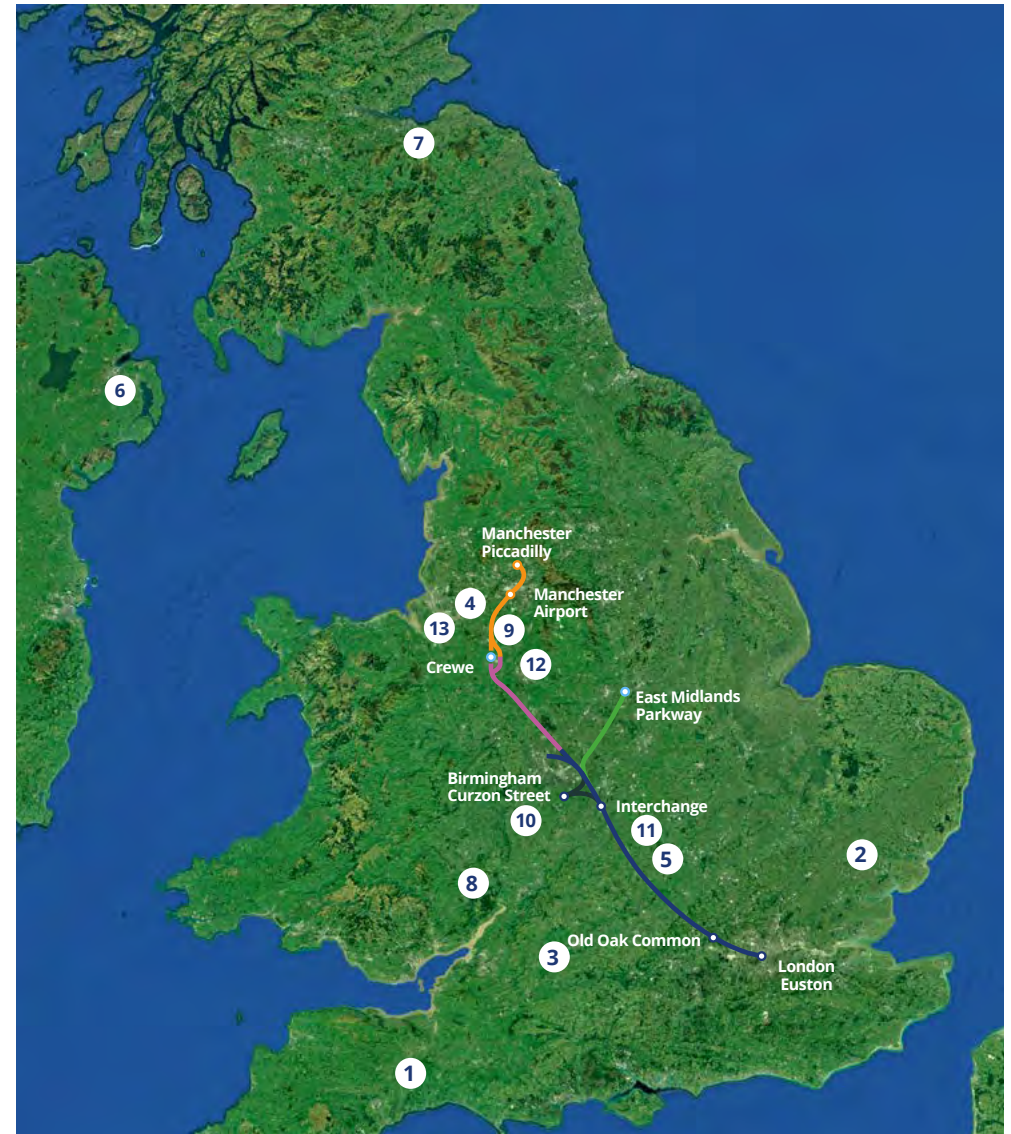 7
6
Manchester
Piccadilly
Manchester
Airport
4
13
9
Crewe
12
East Midlands
Parkway
Birmingham
Curzon Street
Interchange
10
11
5
2
8
Old Oak Common
3
London
Euston
1